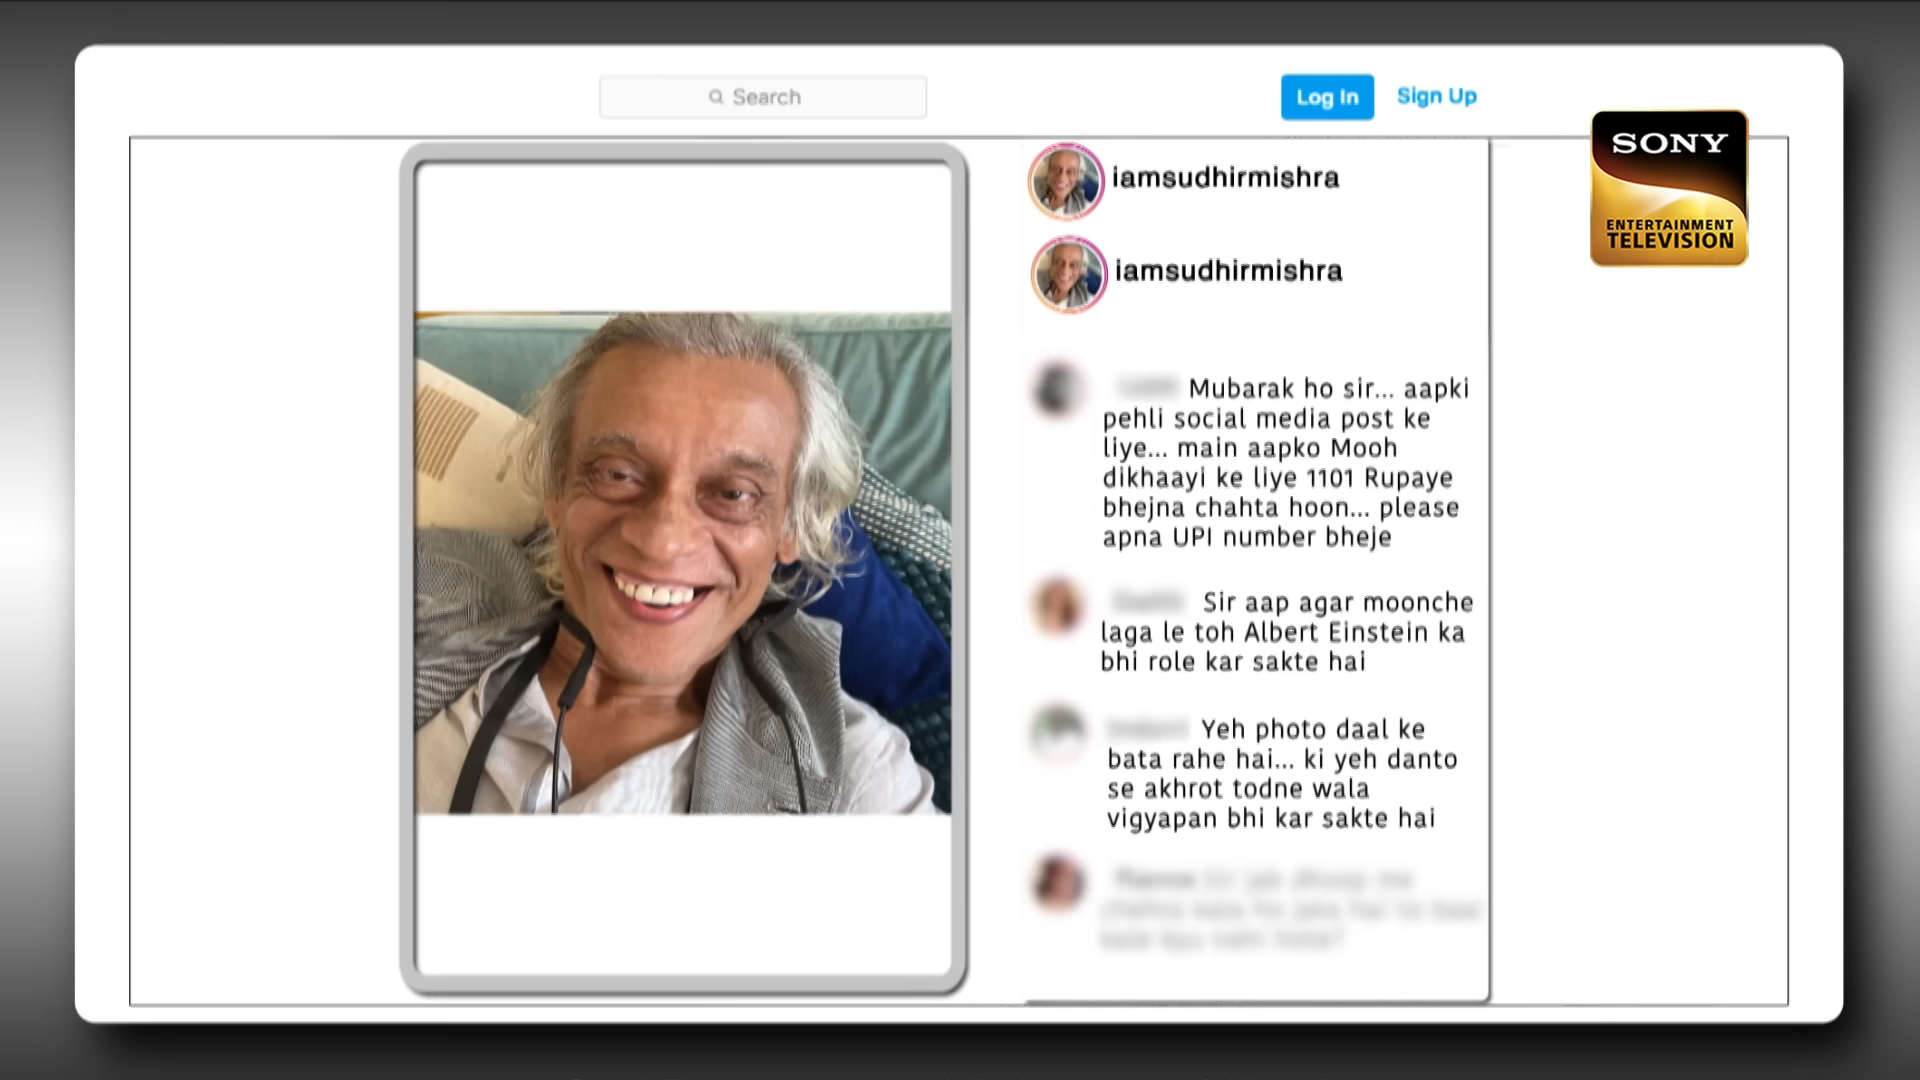 Search
Log In
Sign Up
SONY
ENTERTAINMENT
TELEVISION
iamsudhirmishra
iamsudhirmishra
Mubarak ho sir... aapki
pehli social media post ke
liye... main aapko Mooh
dikhaayi ke liye 1101 Rupaye
bhejna chahta hoon... please
apna UPI number bheje
Sir aap agar moonche
laga le toh Albert Einstein ka
bhi role kar sakte hai
Yeh photo daal ke
bata rahe hai... ki yeh danto
se akhrot todne wala
vigyapan bhi kar sakte hai